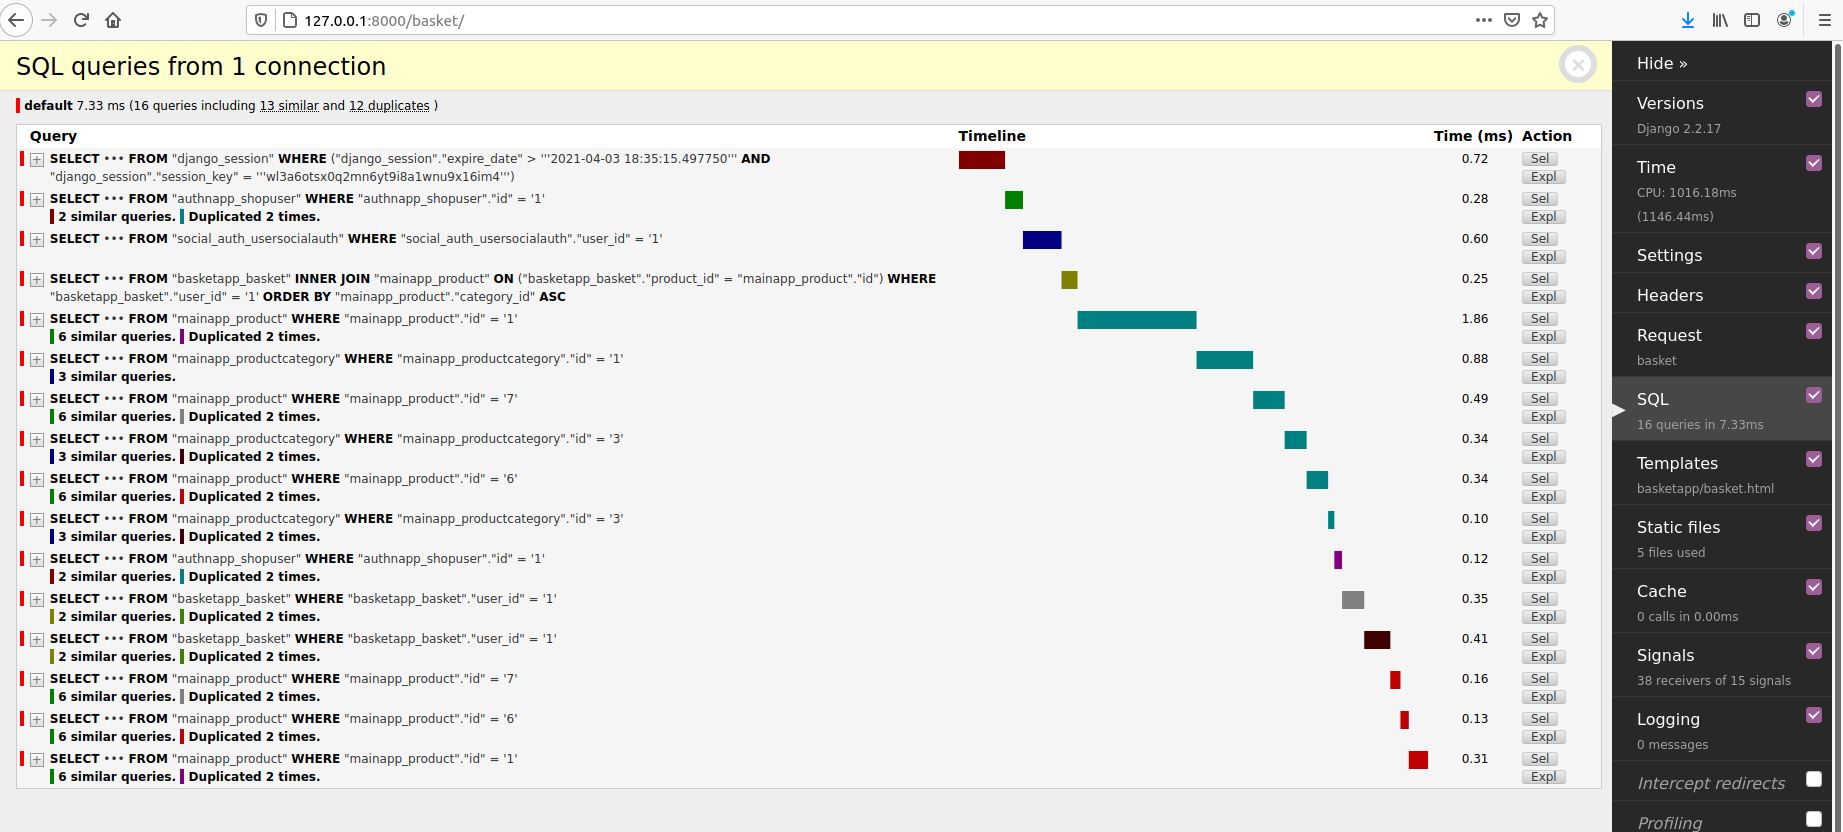 127.0.0.1:8000/basket/
SQL queries from 1 connection
default 7.33 ms (16 queries including 13 similar and 12 duplicates )
Query Timeline Time (ms) Action
SELECT ••• FROM "django_session" WHERE ("django_session"."expire_date" > '''2021-04-03 18:35:15.497750''' AND 0.72 Sel
"django_session"."session_key" = '''wl3a6otsx0q2mn6yt9i8a1wnu9x16im4''') Expl
SELECT ••• FROM "authnapp_shopuser" WHERE "authnapp_shopuser"."id" = '1' 0.28 Sel
2 similar queries. Duplicated 2 times. Expl
SELECT ••• FROM "social_auth_usersocialauth" WHERE "social_auth_usersocialauth"."user_id" = '1' 0.60 Sel
Expl
SELECT ••• FROM "basketapp_basket" INNER JOIN "mainapp_product" ON ("basketapp_basket"."product_id" = "mainapp_product"."id") WHERE 0.25 Sel
"basketapp_basket"."user_id" = '1' ORDER BY "mainapp_product"."category_id" ASC Expl
SELECT ••• FROM "mainapp_product" WHERE "mainapp_product"."id" = '1' 1.86 Sel
6 similar queries. Duplicated 2 times. Expl
SELECT ••• FROM "mainapp_productcategory" WHERE "mainapp_productcategory"."id" = '1' 0.88 Sel
3 similar queries. Expl
SELECT ••• FROM "mainapp_product" WHERE "mainapp_product"."id" = '7' 0.49 Sel
6 similar queries. Duplicated 2 times. Expl
SELECT ••• FROM "mainapp_productcategory" WHERE "mainapp_productcategory"."id" = '3' 0.34 Sel
3 similar queries. Duplicated 2 times. Expl
SELECT ••• FROM "mainapp_product" WHERE "mainapp_product"."id" = '6' 0.34 Sel
6 similar queries. Duplicated 2 times. Expl
SELECT ••• FROM "mainapp_productcategory" WHERE "mainapp_productcategory"."id" = '3' 0.10 Sel
3 similar queries. Duplicated 2 times. Expl
SELECT ••• FROM "authnapp_shopuser" WHERE "authnapp_shopuser"."id" = '1' 0.12 Sel
2 similar queries. Duplicated 2 times. Expl
SELECT ••• FROM "basketapp_basket" WHERE "basketapp_basket"."user_id" = '1' 0.35 Sel
2 similar queries. Duplicated 2 times. Expl
SELECT ••• FROM "basketapp_basket" WHERE "basketapp_basket"."user_id" = '1' 0.41 Sel
2 similar queries. Duplicated 2 times. Expl
SELECT ••• FROM "mainapp_product" WHERE "mainapp_product"."id" = '7' 0.16 Sel
6 similar queries. Duplicated 2 times. Expl
SELECT ••• FROM "mainapp_product" WHERE "mainapp_product"."id" = '6' 0.13 Sel
6 similar queries. Duplicated 2 times. Expl
SELECT ••• FROM "mainapp_product" WHERE "mainapp_product"."id" = '1' 0.31 Sel
6 similar queries. Duplicated 2 times. Expl
Hide »
Versions
Django 2.2.17
Time
CPU: 1016.18ms
(1146.44ms)
Settings
Headers
Request
basket
SQL
16 queries in 7.33ms
Templates
basketapp/basket.html
Static files
5 files used
Cache
0 calls in 0.00ms
Signals
38 receivers of 15 signals
Logging
0 messages
Intercept redirects
Profiling